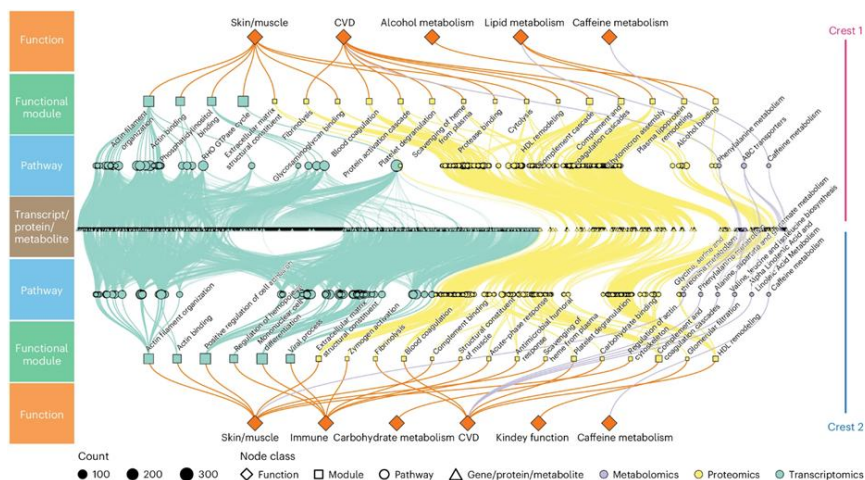 Skin/muscle CVD Alcohol metabolism Lipid metabolism Caffeine metabolism
Function
Crest 1
Functional
module
Actin filament
organization
Actin binding
Phosphatidylinositol
binding
RHO GTPase cycle
Extracellular matrix
structural constituent
Fibrinolysis
Glycosaminoglycan binding
Blood coagulation
Protein activation cascade
Platelet degranulation
Scavenging of heme
from plasma
Protease binding
Cytolysis
HDL remodeling
Complement cascade
Complement and
coagulation cascades
Chylomicron assembly
Plasma lipoprotein
remodeling
Alcohol binding
Phenylalanine metabolism
ABC transporters
Caffeine metabolism
Pathway
Transcript/
protein/
metabolite
Glycine, serine and
threonine metabolism
Phenylalanine metabolism
Alanine, aspartate and glutamate metabolism
Valine, leucine and isoleucine biosynthesis
Alpha Linolenic Acid and
Linoleic Acid Metabolism
Caffeine metabolism
Pathway
Actin filament organization
Actin binding
Positive regulation of cell adhesion
Regulation of hemopoiesis
Mononuclear cell
differentiation
Viral process
Extracellular matrix
structural constituent
Zymogen activation
Fibrinolysis
Blood coagulation
Complement binding
Structural constituent
of muscle
Acute-phase response
Antimicrobial humoral
response
Scavenging of
heme from plasma
Platelet degranulation
Carbohydrate binding
Regulation of actin
cytoskeleton
Complement and
coagulation cascades
Glomerular filtration
HDL remodeling
Functional
module
Function
Crest 2
Skin/muscle Immune Carbohydrate metabolism CVD Kindey function Caffeine metabolism
Count Node class
100 200 300 Function Module Pathway Gene/protein/metabolite Metabolomics Proteomics Transcriptomics